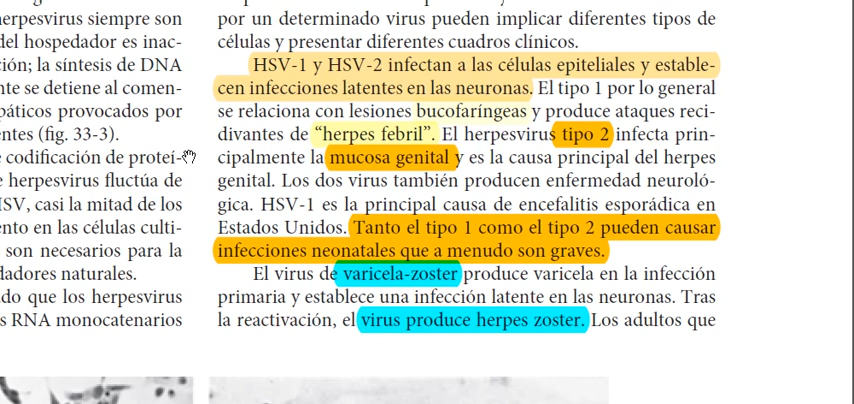 herpesvirus siempre son
del hospedador es inac-
ción; la síntesis de DNA
nte se detiene al comen-
páticos provocados por
entes (fig. 33-3).
codificación de proteí-
e herpesvirus fluctúa de
HSV, casi la mitad de los
ento en las células culti-
son necesarios para la
dadores naturales.
do que los herpesvirus
s RNA monocatenarios
por un determinado virus pueden implicar diferentes tipos de
células y presentar diferentes cuadros clínicos.
HSV-1 y HSV-2 infectan a las células epiteliales y estable-
cen infecciones latentes en las neuronas. El tipo 1 por lo general
se relaciona con lesiones bucofaríngeas y produce ataques reci-
divantes de “herpes febril”. El herpesvirus tipo 2 infecta prin-
cipalmente la mucosa genital y es la causa principal del herpes
genital. Los dos virus también producen enfermedad neuroló-
gica. HSV-1 es la principal causa de encefalitis esporádica en
Estados Unidos. Tanto el tipo 1 como el tipo 2 pueden causar
infecciones neonatales que a menudo son graves.
El virus de varicela-zoster produce varicela en la infección
primaria y establece una infección latente en las neuronas. Tras
la reactivación, el virus produce herpes zoster. Los adultos que